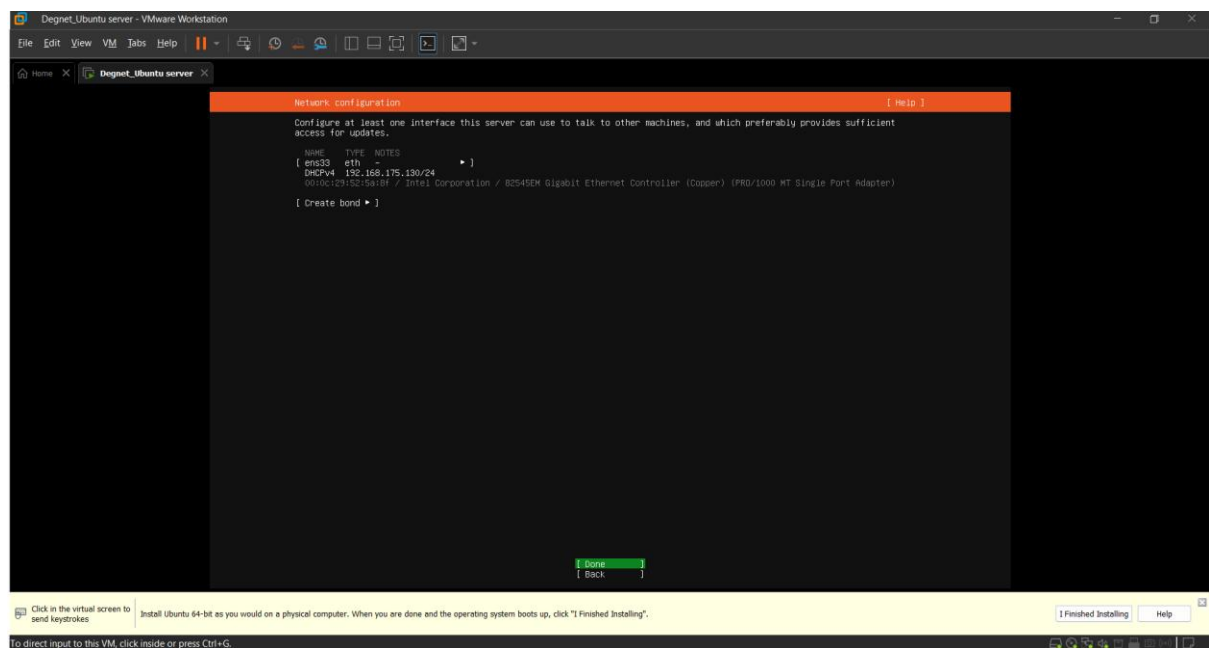 Degnet_Ubuntu server - VMware Workstation
File Edit View VM Tabs Help
Home Degnet_Ubuntu server
Network configuration [ Help ]
Configure at least one interface this server can use to talk to other machines, and which preferably provides sufficient
access for updates.
NAME TYPE NOTES
[ ens33 eth - ▸ ]
DHCPv4 192.168.175.130/24
00:0c:29:52:5a:8f / Intel Corporation / 82545EM Gigabit Ethernet Controller (Copper) (PRO/1000 MT Single Port Adapter)
[ Create bond ▸ ]
[ Done ]
[ Back ]
Click in the virtual screen to
send keystrokes
Install Ubuntu 64-bit as you would on a physical computer. When you are done and the operating system boots up, click "I Finished Installing".
I Finished Installing Help
To direct input to this VM, click inside or press Ctrl+G.